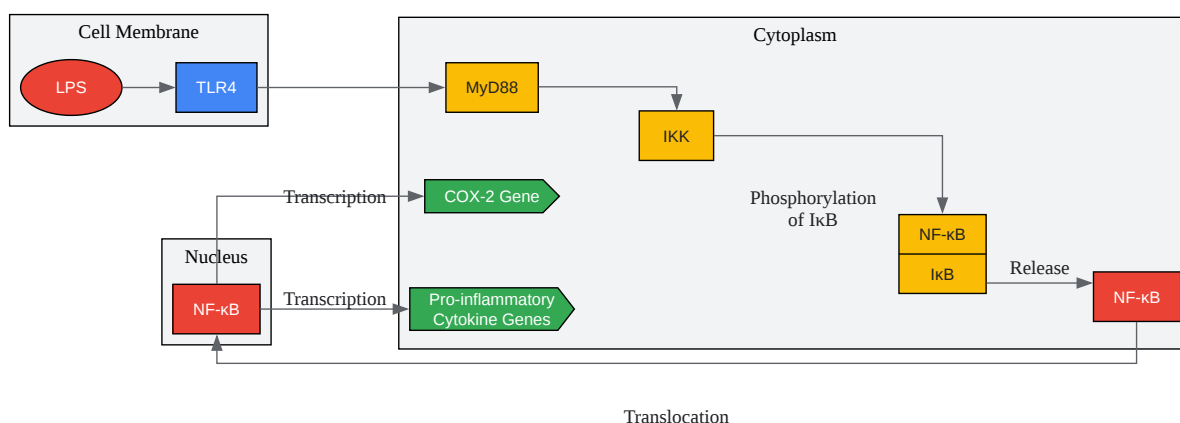 Cell Membrane
LPS
TLR4
Cytoplasm
MyD88
IKK
Phosphorylation
of IκB
NF-κB
IκB
Release
NF-κB
Transcription
COX-2 Gene
Nucleus
NF-κB
Transcription
Pro-inflammatory
Cytokine Genes
Translocation